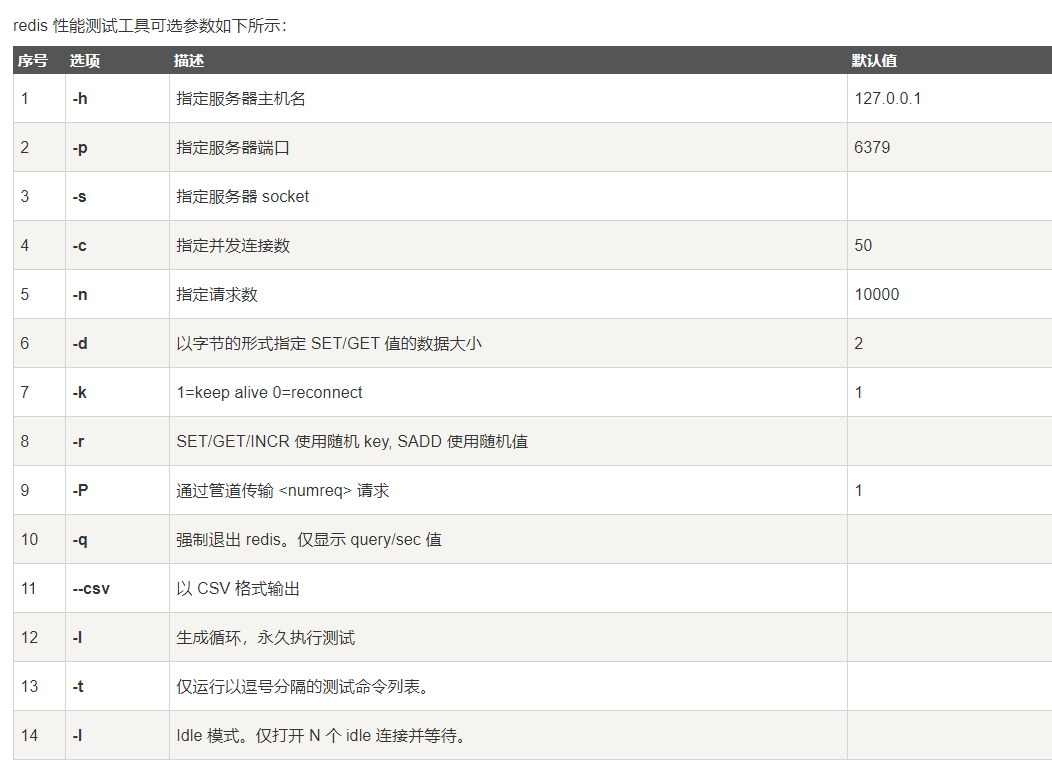 redis 性能测试工具可选参数如下所示：
序号 选项 描述 默认值
1 -h 指定服务器主机名 127.0.0.1
2 -p 指定服务器端口 6379
3 -s 指定服务器 socket
4 -c 指定并发连接数 50
5 -n 指定请求数 10000
6 -d 以字节的形式指定 SET/GET 值的数据大小 2
7 -k 1=keep alive 0=reconnect 1
8 -r SET/GET/INCR 使用随机 key, SADD 使用随机值
9 -P 通过管道传输 <numreq> 请求 1
10 -q 强制退出 redis。仅显示 query/sec 值
11 --csv 以 CSV 格式输出
12 -l 生成循环，永久执行测试
13 -t 仅运行以逗号分隔的测试命令列表。
14 -I Idle 模式。仅打开 N 个 idle 连接并等待。